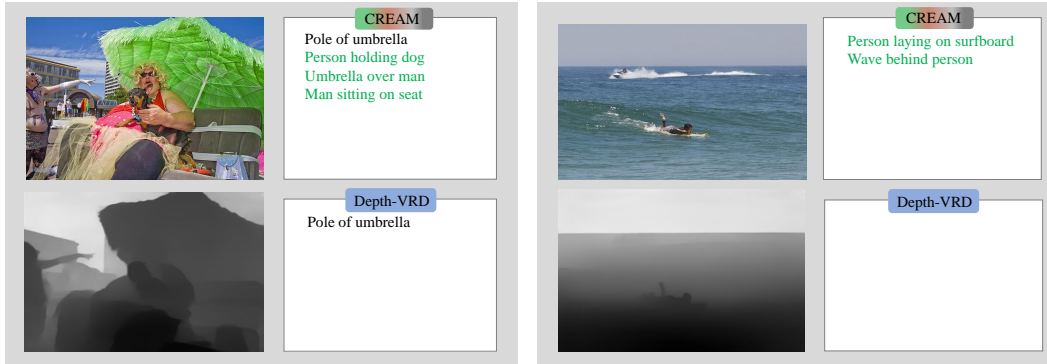 CREAM
Pole of umbrella
Person holding dog
Umbrella over man
Man sitting on seat
Depth-VRD
Pole of umbrella
CREAM
Person laying on surfboard
Wave behind person
Depth-VRD